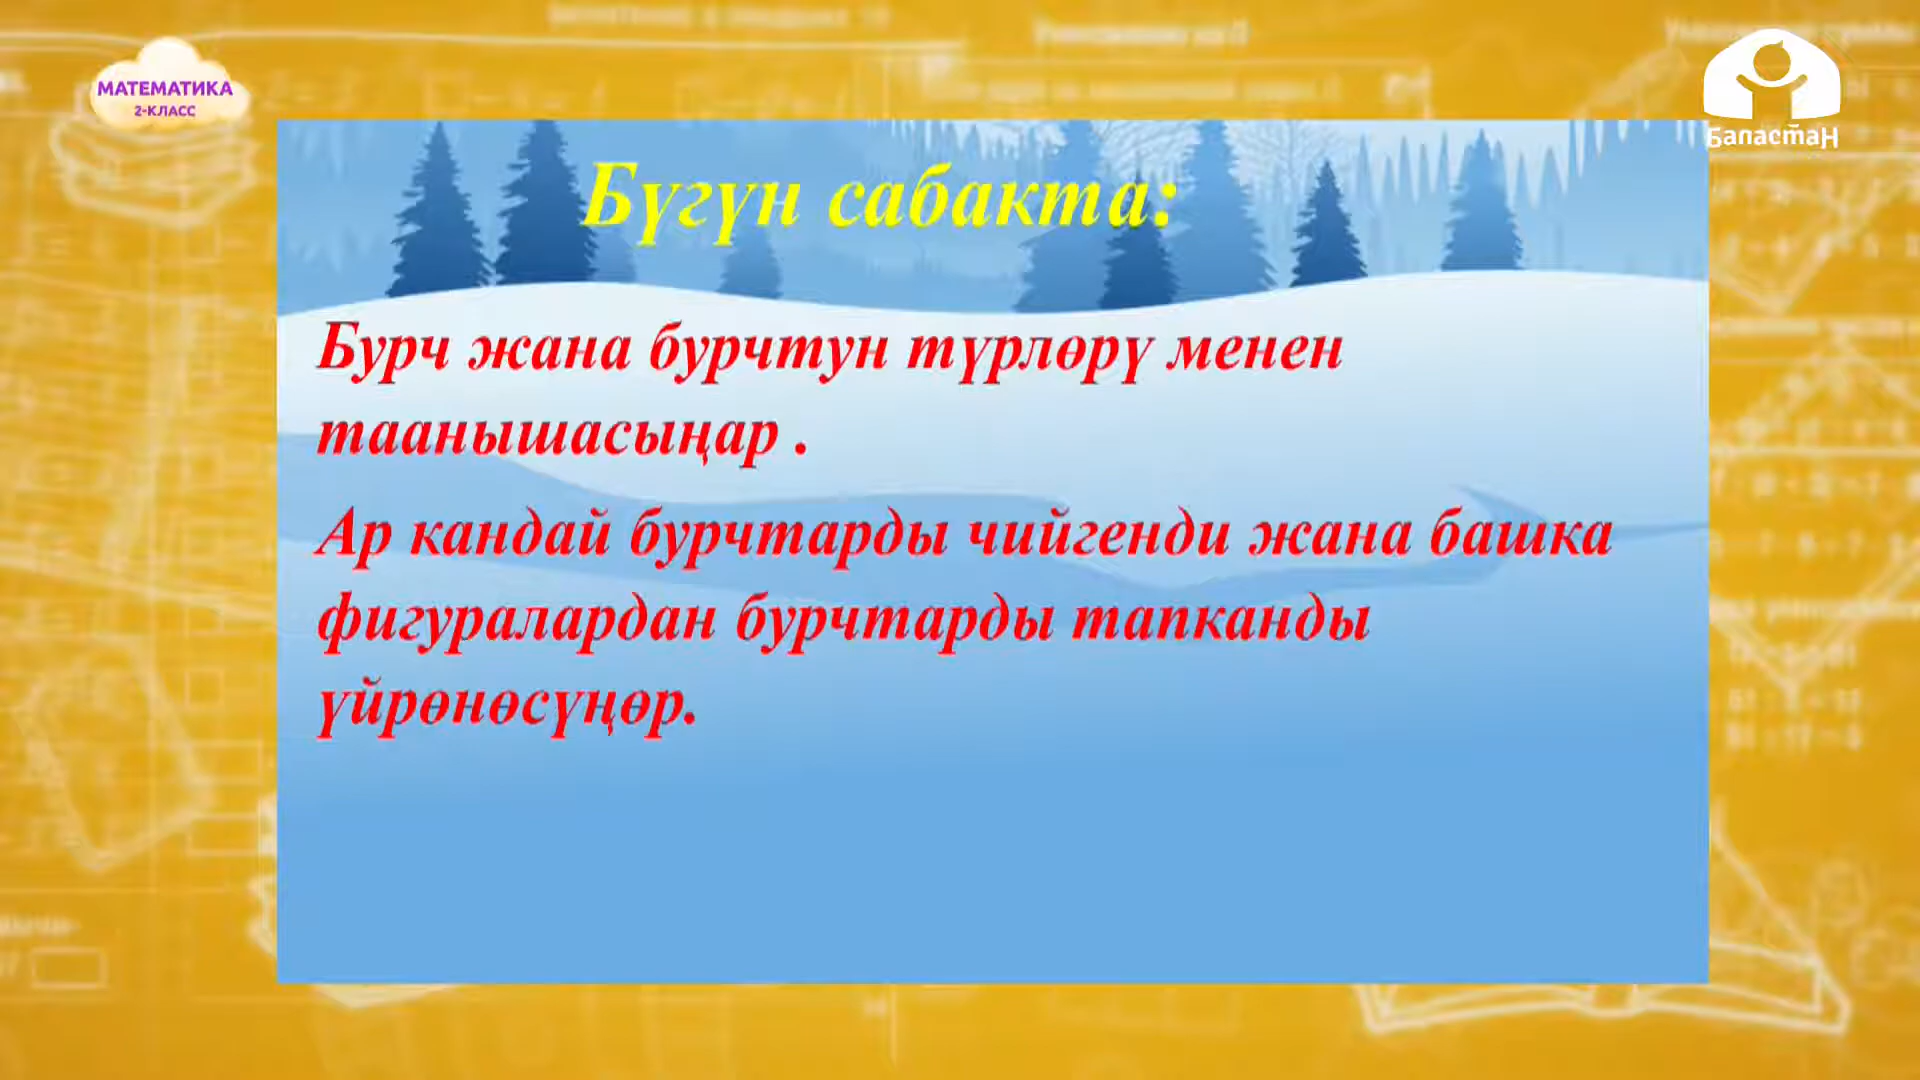 МАТЕМАТИКА
2-КЛАСС
Баластан
Бүгүн сабакта:
Бурч жана бурчтун түрлөрү менен
таанышасыңар .
Ар кандай бурчтарды чийгенди жана башка
фигуралардан бурчтарды тапканды
үйрөнөсүңөр.